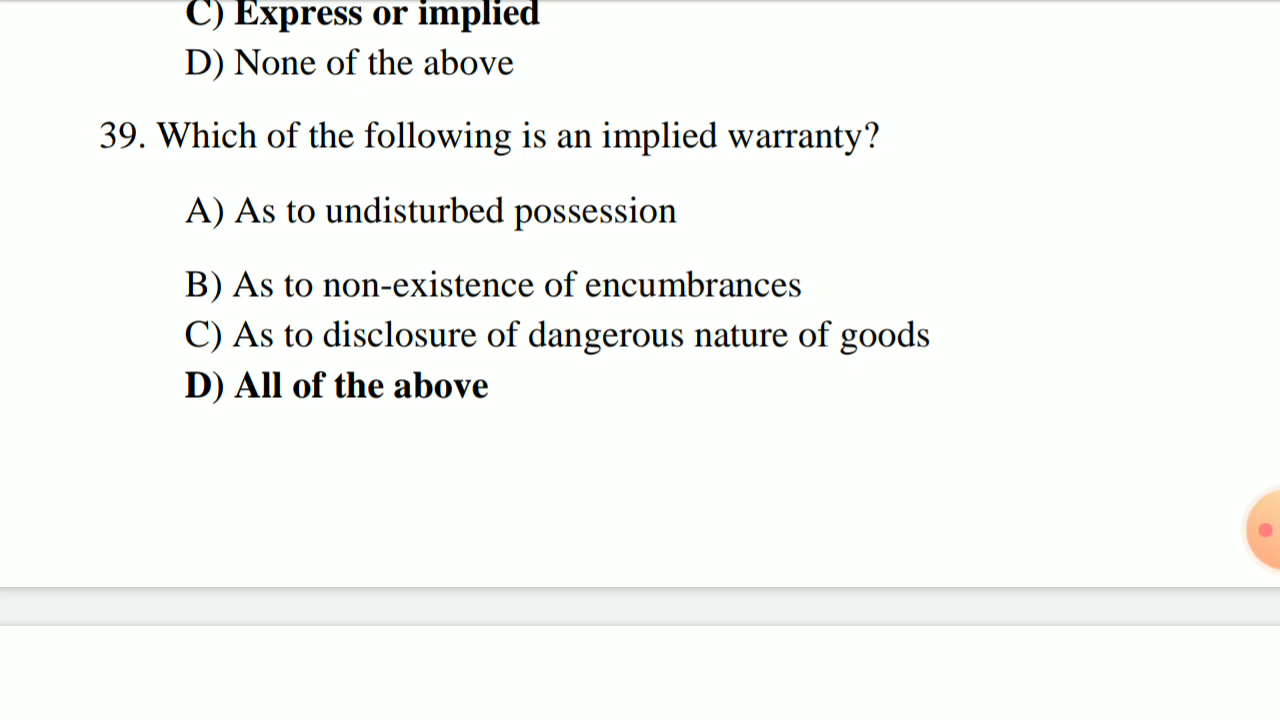 C) Express or implied
D) None of the above
39. Which of the following is an implied warranty?
A) As to undisturbed possession
B) As to non-existence of encumbrances
C) As to disclosure of dangerous nature of goods
D) All of the above